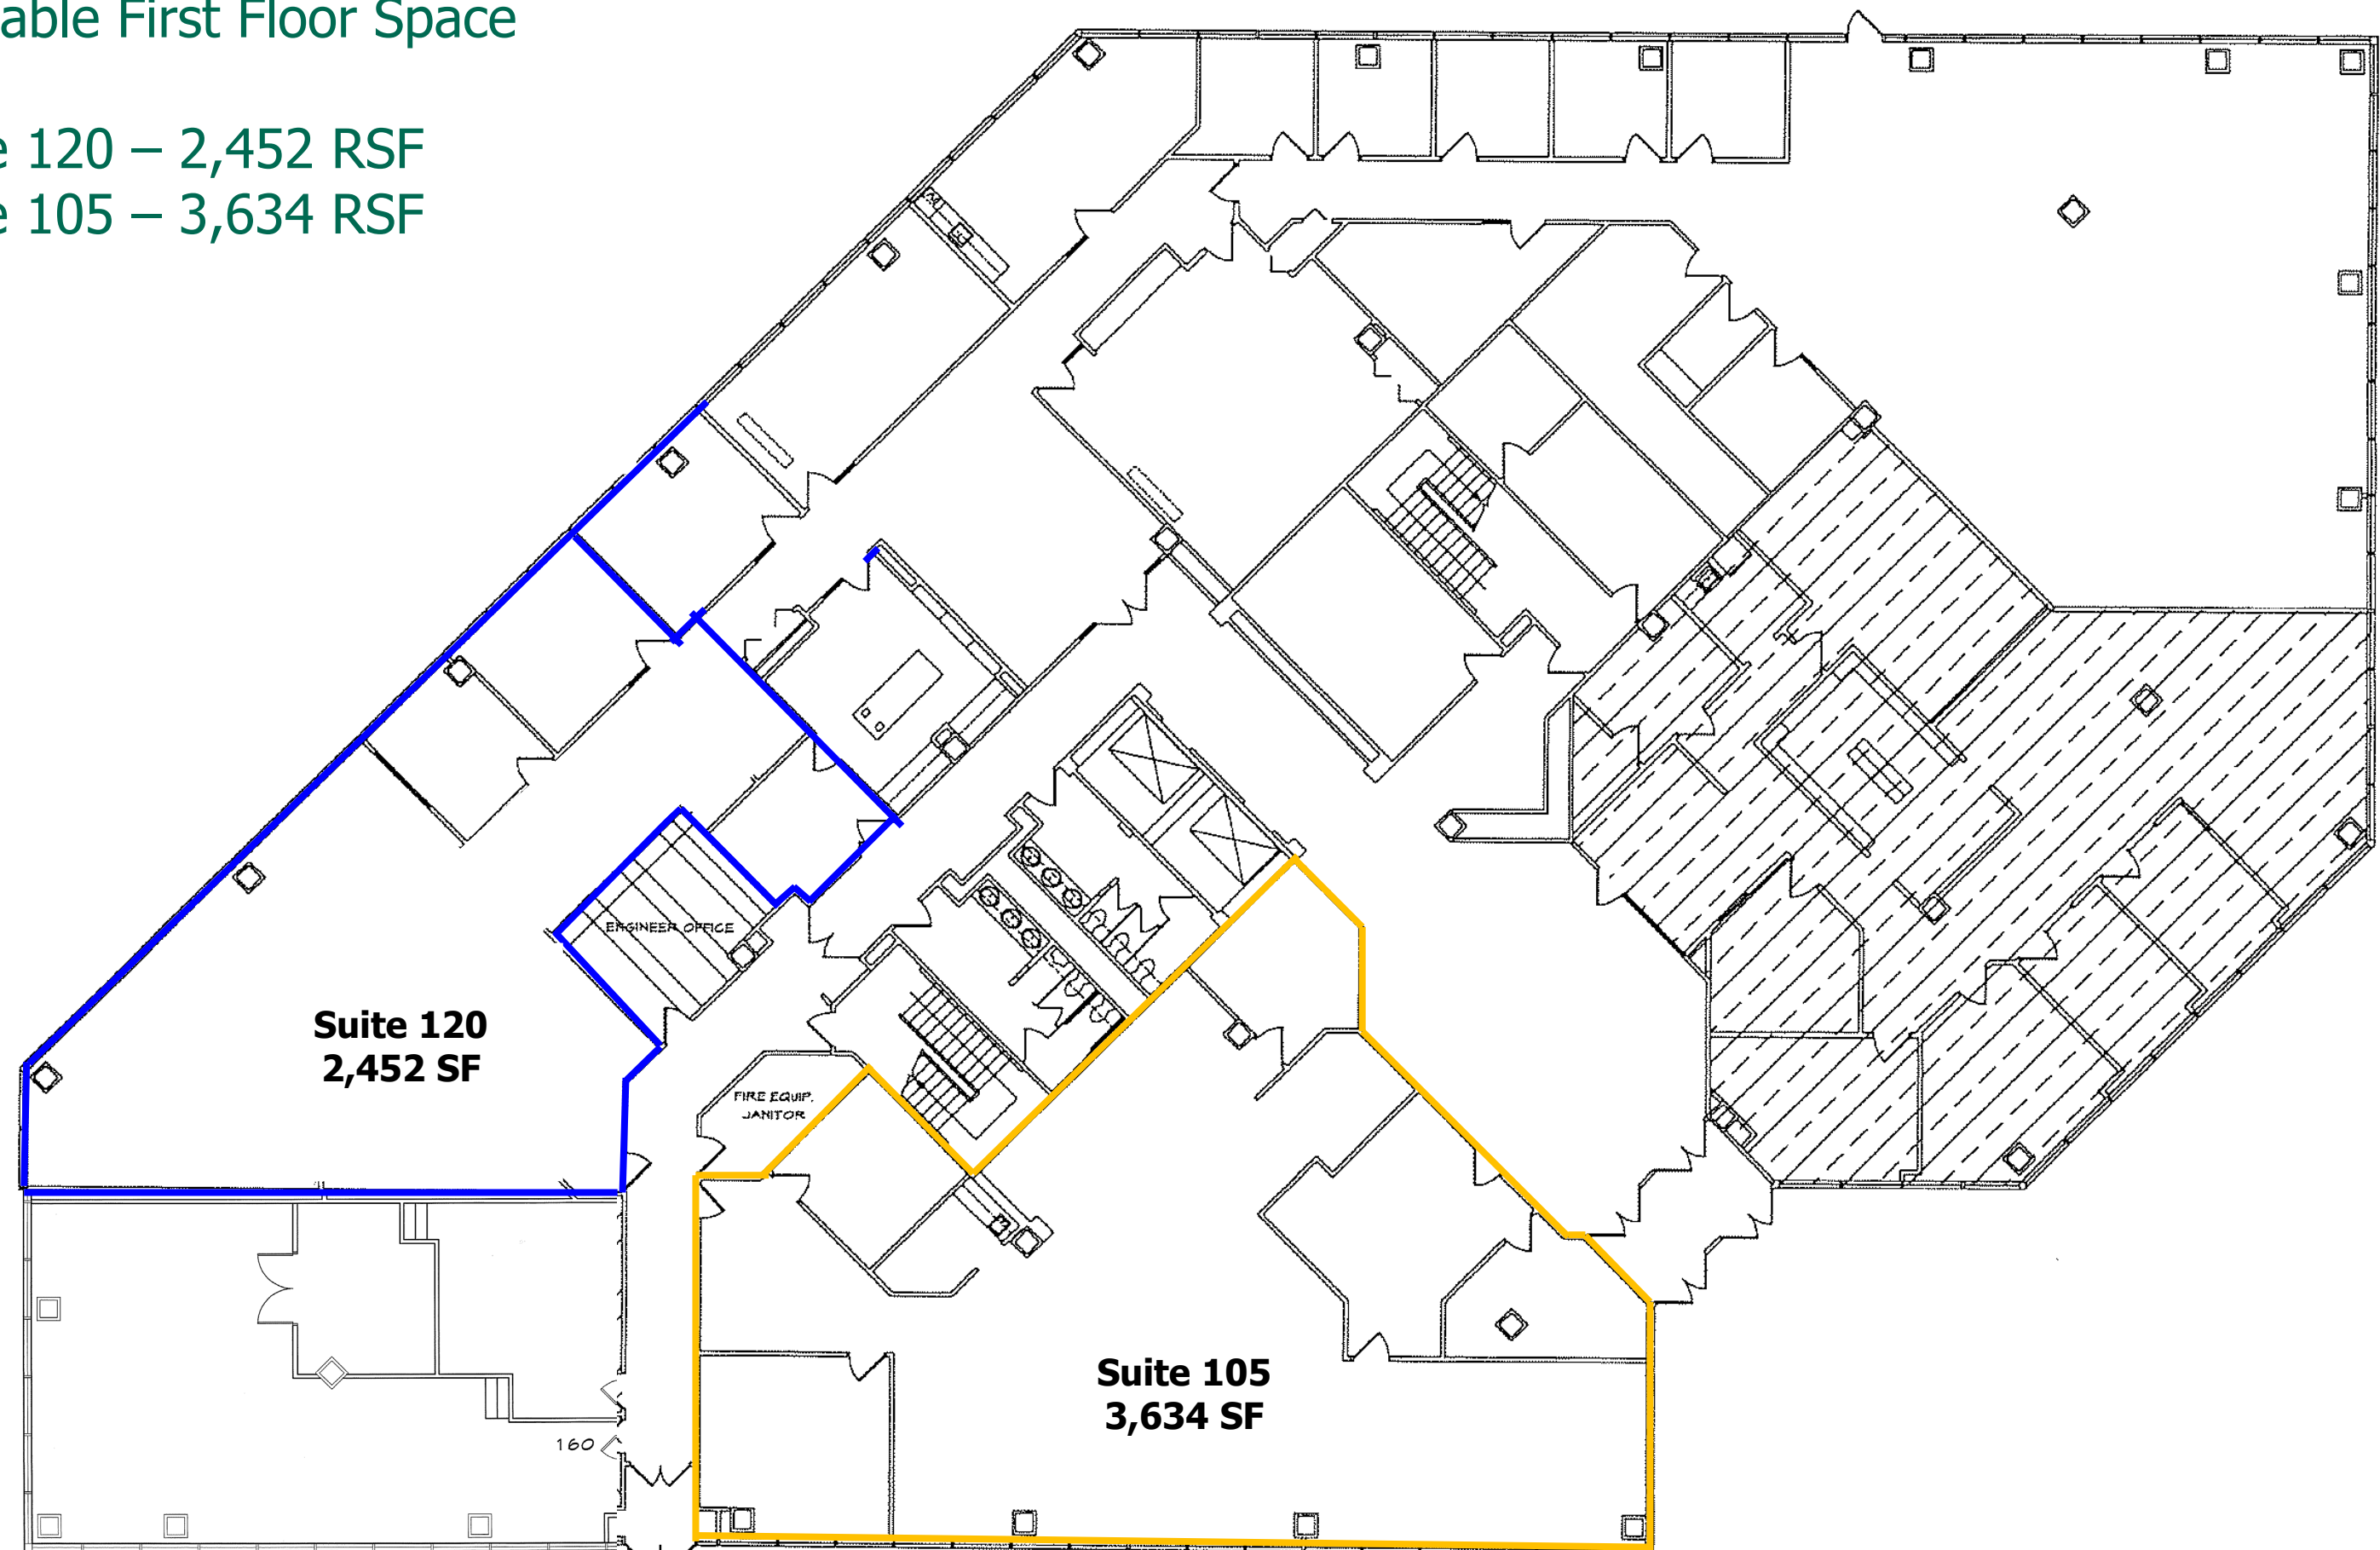 able First Floor Space
e 120 – 2,452 RSF
e 105 – 3,634 RSF
ENGINEER OFFICE
Suite 120
2,452 SF
FIRE EQUIP.
JANITOR
Suite 105
3,634 SF
160